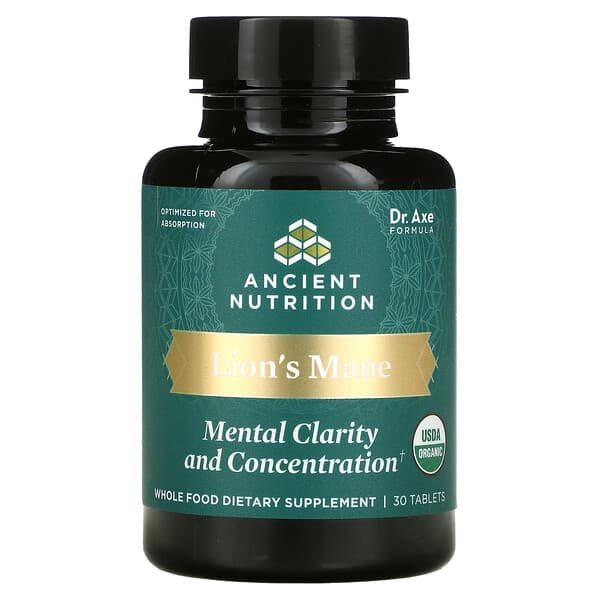 OPTIMIZED FOR
ABSORPTION
Dr. Axe
FORMULA
ANCIENT
NUTRITION
Lion's Mane
Mental Clarity
and Concentration†
USDA
ORGANIC
WHOLE FOOD DIETARY SUPPLEMENT | 30 TABLETS